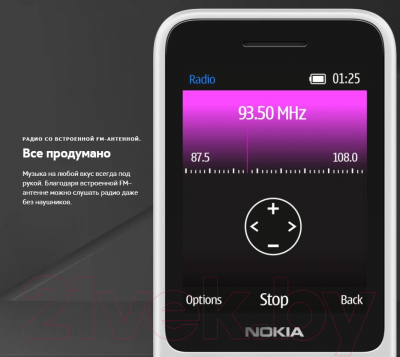 РАДИО СО ВСТРОЕННОЙ FM-АНТЕННОЙ.
Все продумано
Музыка на любой вкус всегда под
рукой. Благодаря встроенной FM-
антенне можно слушать радио даже
без наушников.
Radio 01:25
93.50 MHz
87.5 108.0
Options Stop Back
NOKIA
21vek.by